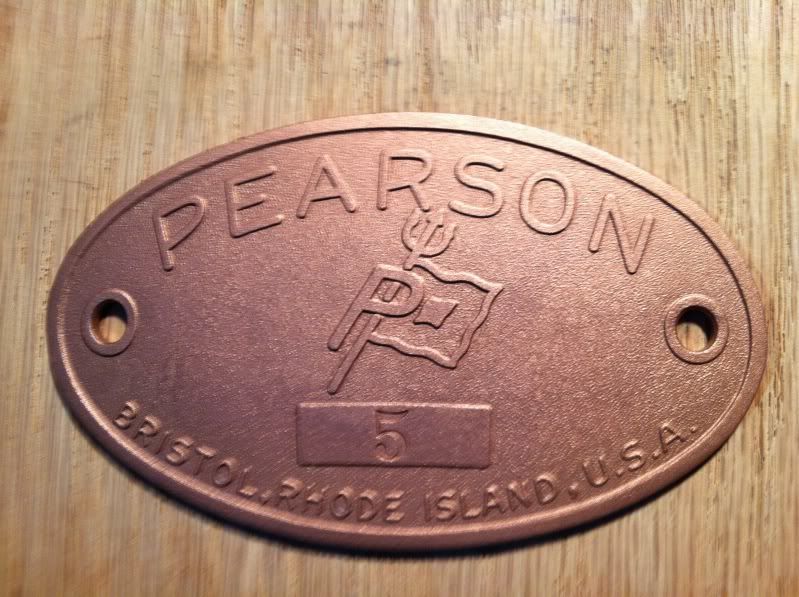 PEARSON
P
5
BRISTOL, RHODE ISLAND, U.S.A.